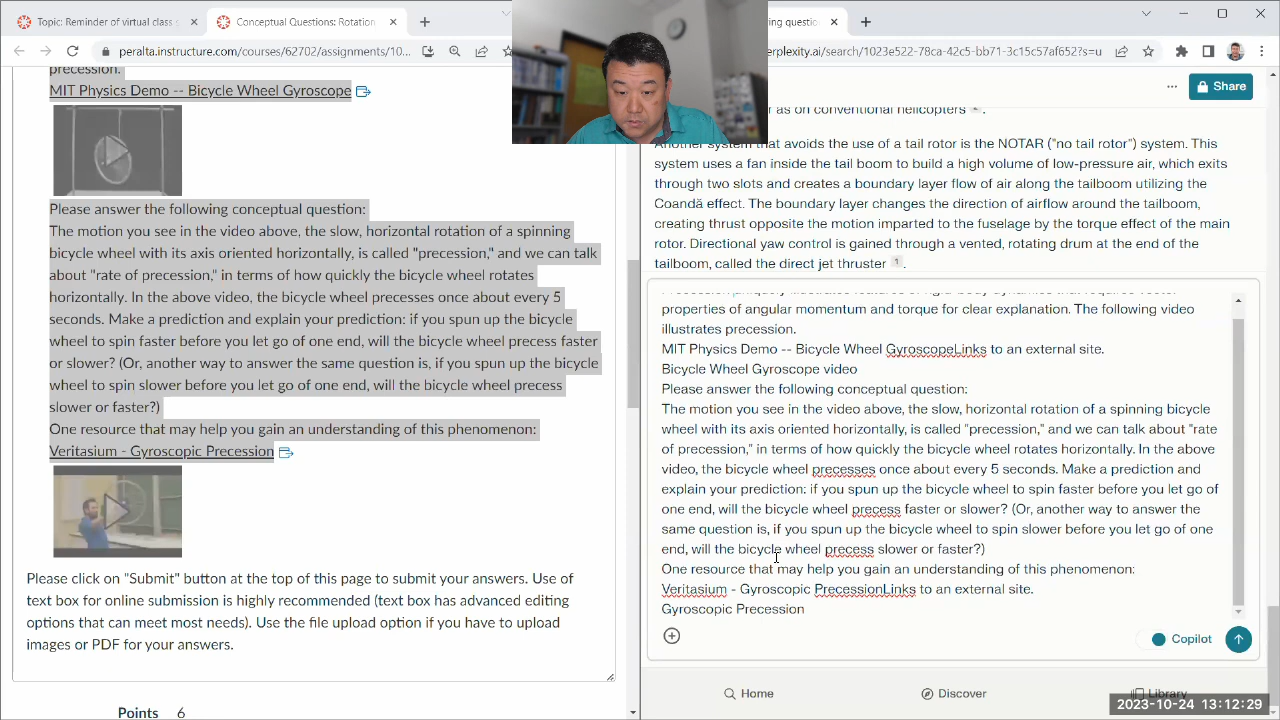 Topic: Reminder of virtual class s
Conceptual Questions: Rotation
ing question
peralta.instructure.com/courses/62702/assignments/10...
erplexity.ai/search/1023e522-78ca-42c5-bb71-3c15c57af652?s=u
precession.
MIT Physics Demo -- Bicycle Wheel Gyroscope
Please answer the following conceptual question:
The motion you see in the video above, the slow, horizontal rotation of a spinning
bicycle wheel with its axis oriented horizontally, is called "precession," and we can talk
about "rate of precession," in terms of how quickly the bicycle wheel rotates
horizontally. In the above video, the bicycle wheel precesses once about every 5
seconds. Make a prediction and explain your prediction: if you spun up the bicycle
wheel to spin faster before you let go of one end, will the bicycle wheel precess faster
or slower? (Or, another way to answer the same question is, if you spun up the bicycle
wheel to spin slower before you let go of one end, will the bicycle wheel precess
slower or faster?)
One resource that may help you gain an understanding of this phenomenon:
Veritasium - Gyroscopic Precession
Please click on "Submit" button at the top of this page to submit your answers. Use of
text box for online submission is highly recommended (text box has advanced editing
options that can meet most needs). Use the file upload option if you have to upload
images or PDF for your answers.
Points 6
Share
r as on conventional helicopters
Another system that avoids the use of a tail rotor is the NOTAR ("no tail rotor") system. This
system uses a fan inside the tail boom to build a high volume of low-pressure air, which exits
through two slots and creates a boundary layer flow of air along the tailboom utilizing the
Coandă effect. The boundary layer changes the direction of airflow around the tailboom,
creating thrust opposite the motion imparted to the fuselage by the torque effect of the main
rotor. Directional yaw control is gained through a vented, rotating drum at the end of the
tailboom, called the direct jet thruster 1 .
properties of angular momentum and torque for clear explanation. The following video
illustrates precession.
MIT Physics Demo -- Bicycle Wheel GyroscopeLinks to an external site.
Bicycle Wheel Gyroscope video
Please answer the following conceptual question:
The motion you see in the video above, the slow, horizontal rotation of a spinning bicycle
wheel with its axis oriented horizontally, is called "precession," and we can talk about "rate
of precession," in terms of how quickly the bicycle wheel rotates horizontally. In the above
video, the bicycle wheel precesses once about every 5 seconds. Make a prediction and
explain your prediction: if you spun up the bicycle wheel to spin faster before you let go of
one end, will the bicycle wheel precess faster or slower? (Or, another way to answer the
same question is, if you spun up the bicycle wheel to spin slower before you let go of one
end, will the bicycle wheel precess slower or faster?)
One resource that may help you gain an understanding of this phenomenon:
Veritasium - Gyroscopic PrecessionLinks to an external site.
Gyroscopic Precession
Copilot
Home
Discover
Library
2023-10-24 13:12:29